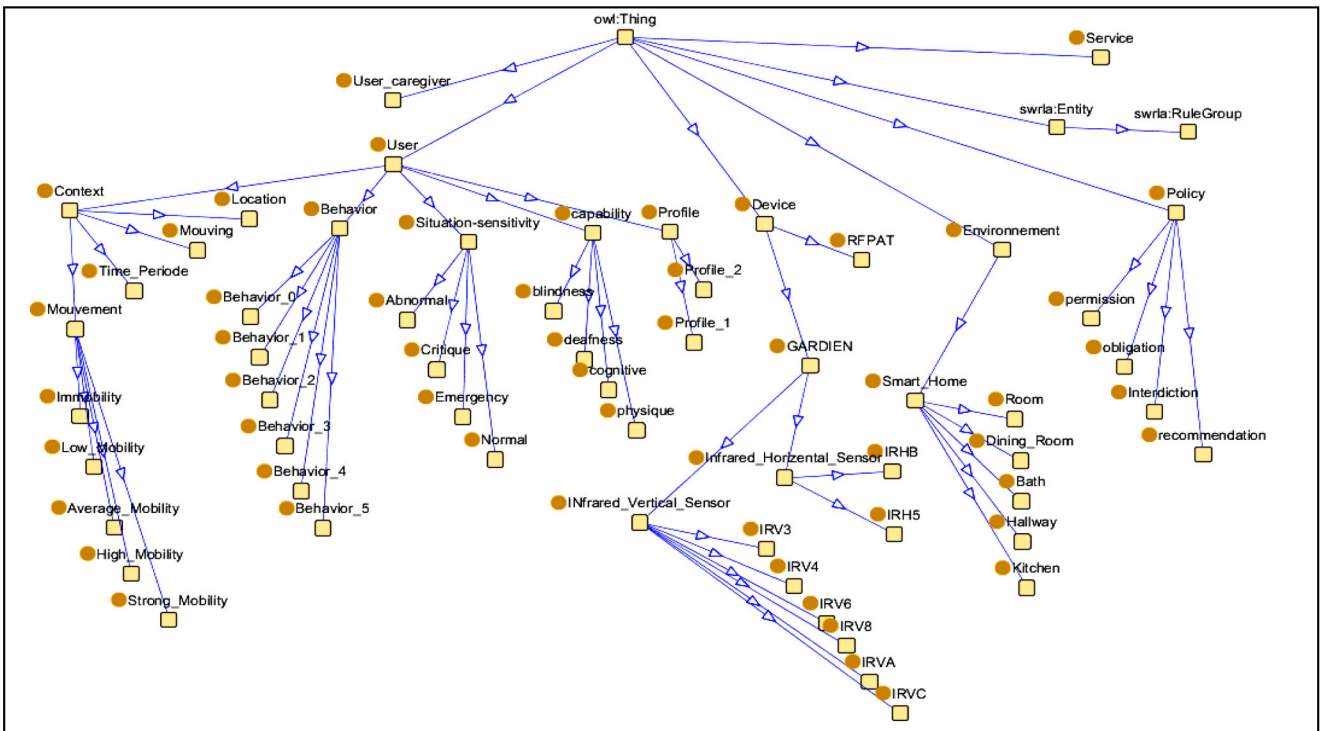 owl:Thing
Service
User_caregiver
swrla:Entity
swrla:RuleGroup
User
Context
Location
Behavior
Situation-sensitivity
capability
Profile
Device
Policy
Mouving
RFPAT
Environnement
Time_Periode
Profile_2
Behavior_0
Abnormal
blindness
permission
Mouvement
Profile_1
Behavior_1
Critique
deafness
GARDIEN
obligation
cognitive
Behavior_2
Smart_Home
Immobility
Emergency
physique
Room
Interdiction
Behavior_3
Normal
Dining_Room
recommendation
Low_Mobility
Infrared_Horzental_Sensor
IRHB
Behavior_4
Bath
Average_Mobility
Behavior_5
INfrared_Vertical_Sensor
IRH5
Hallway
IRV3
High_Mobility
IRV4
Kitchen
Strong_Mobility
IRV6
IRV8
IRVA
IRVC